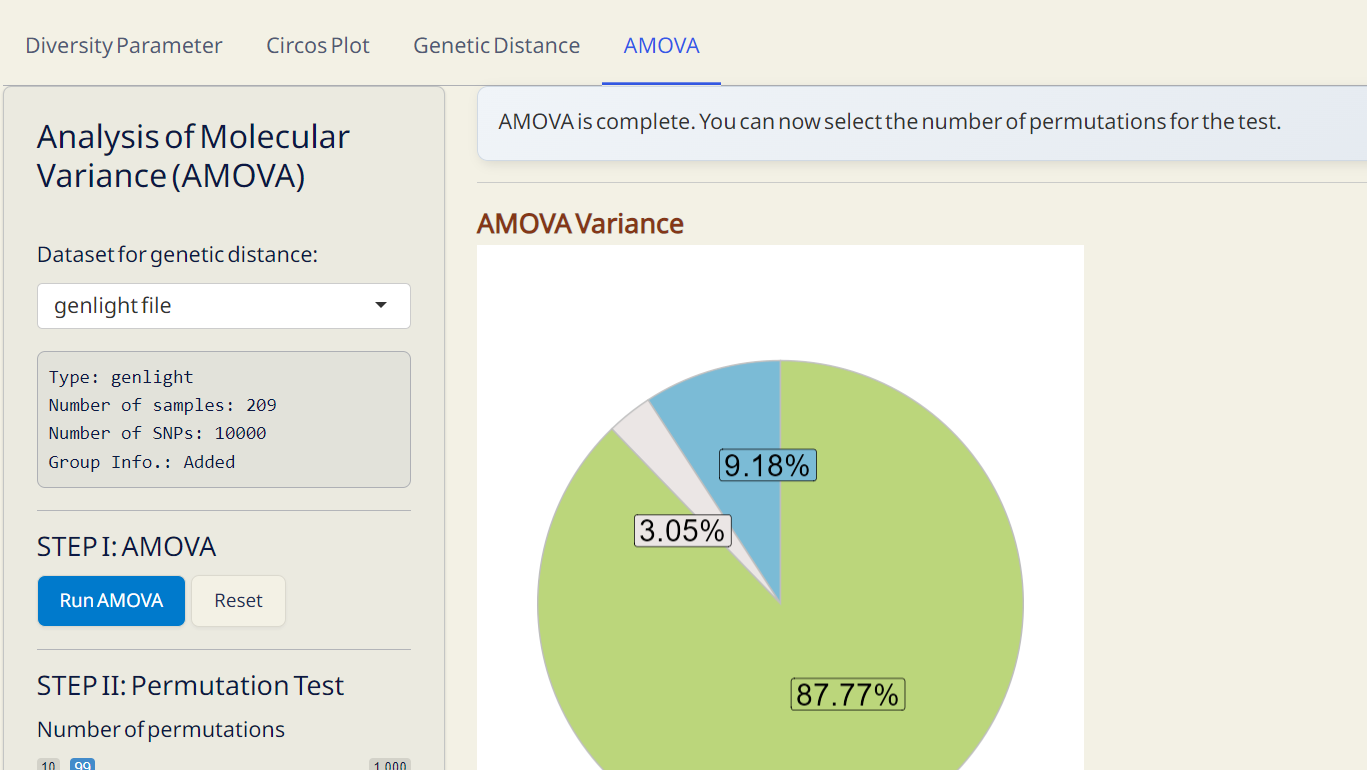 Diversity Parameter Circos Plot Genetic Distance AMOVA
AMOVA is complete. You can now select the number of permutations for the test.
Analysis of Molecular
Variance (AMOVA)
Dataset for genetic distance:
genlight file
Type: genlight
Number of samples: 209
Number of SNPs: 10000
Group Info.: Added
STEP I: AMOVA
Run AMOVA Reset
STEP II: Permutation Test
Number of permutations
10 99 1,000
AMOVA Variance
9.18%
3.05%
87.77%